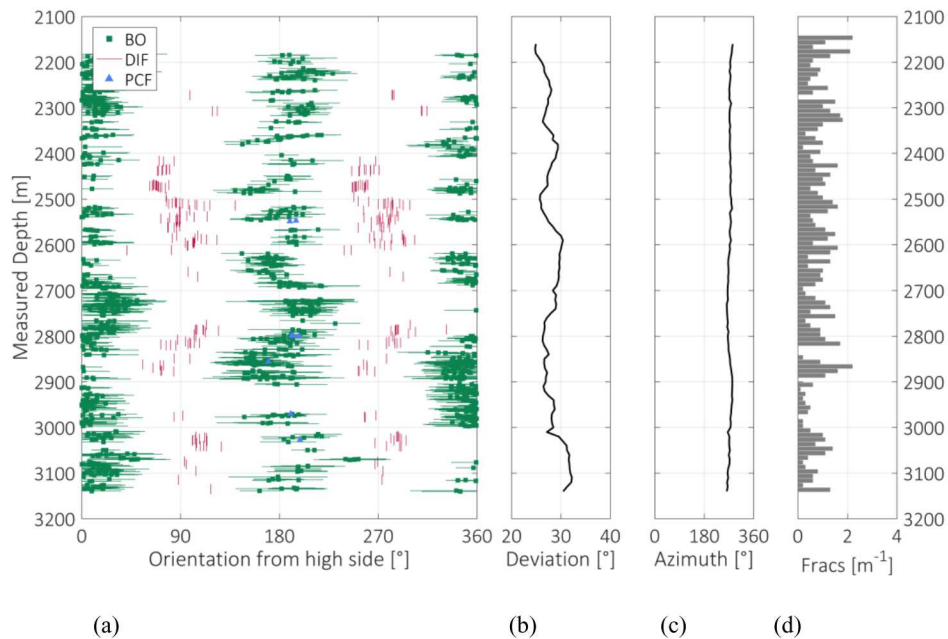 BO
DIF
PCF
Measured Depth [m]
2100
2200
2300
2400
2500
2600
2700
2800
2900
3000
3100
3200
0 90 180 270 360
Orientation from high side [°]
20 30 40
Deviation [°]
0 180 360
Azimuth [°]
0 2 4
Fracs [m⁻¹]
2100
2200
2300
2400
2500
2600
2700
2800
2900
3000
3100
3200
(a) (b) (c) (d)